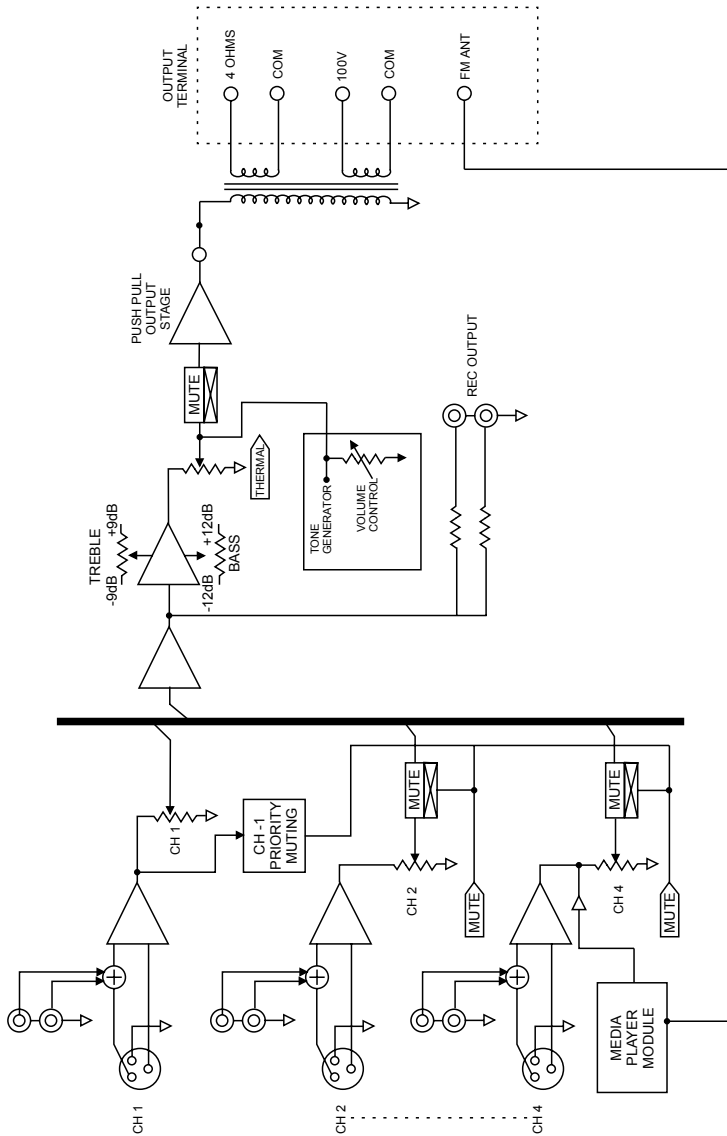 CH 1
CH 2
CH 4
MEDIA
PLAYER
MODULE
CH 1
CH -1
PRIORITY
MUTING
CH 2
MUTE
MUTE
CH 4
MUTE
MUTE
TREBLE
-9dB
+9dB
-12dB
+12dB
BASS
THERMAL
MUTE
PUSH PULL
OUTPUT
STAGE
TONE
GENERATOR
VOLUME
CONTROL
REC OUTPUT
OUTPUT
TERMINAL
4 OHMS
COM
100V
COM
FM ANT